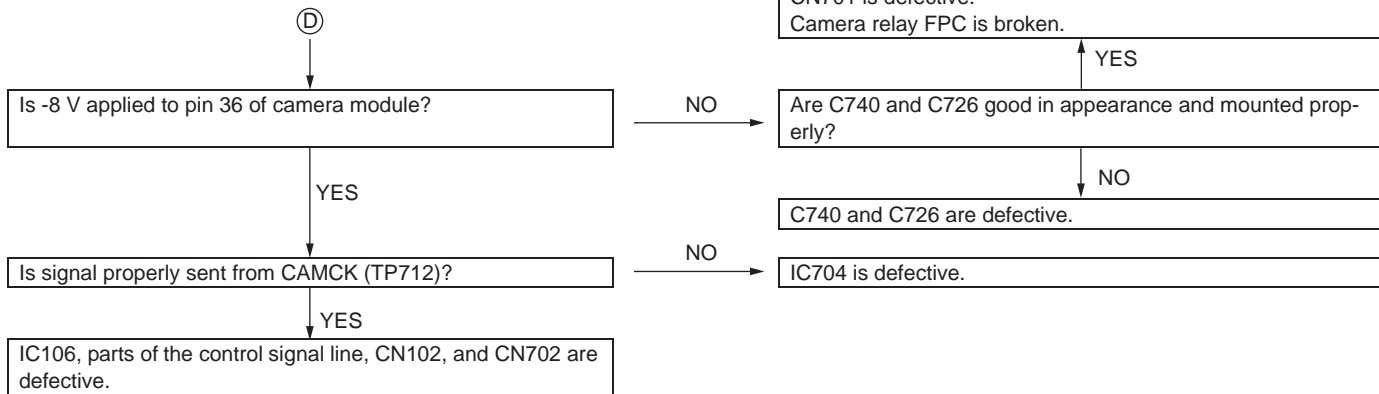 D
CN701 is defective.
Camera relay FPC is broken.
YES
Is -8 V applied to pin 36 of camera module?
NO
Are C740 and C726 good in appearance and mounted prop-
erly?
YES
NO
C740 and C726 are defective.
Is signal properly sent from CAMCK (TP712)?
NO
IC704 is defective.
YES
IC106, parts of the control signal line, CN102, and CN702 are
defective.